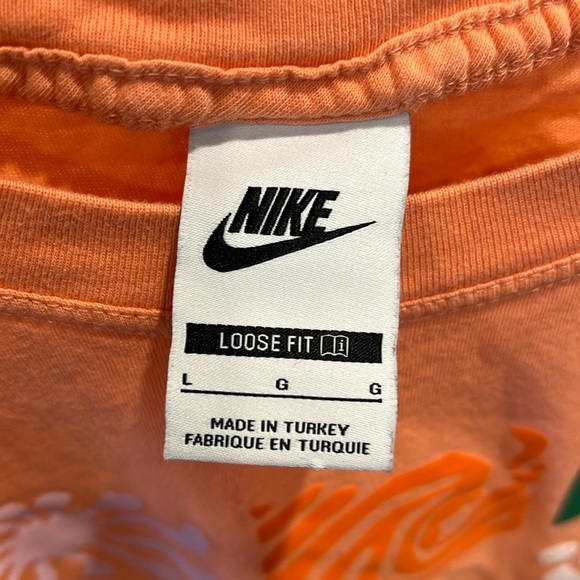 NIKE
LOOSE FIT i
L G G
MADE IN TURKEY
FABRIQUE EN TURQUIE